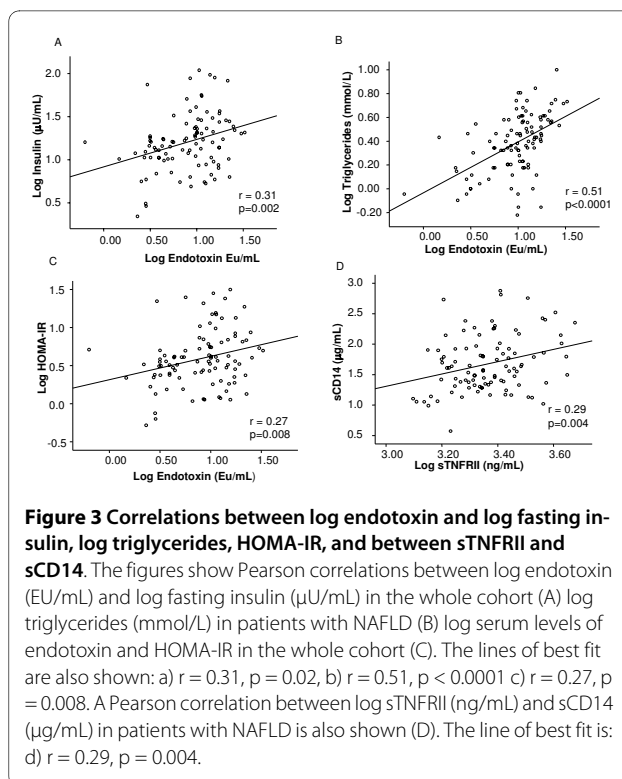 A
Log Insulin (µU/mL)
2.0
1.5
1.0
0.5
r = 0.31
p=0.002
0.00 0.50 1.00 1.50
Log Endotoxin Eu/mL
B
Log Triglycerides (mmol/L)
1.00
0.80
0.60
0.40
0.20
0.00
-0.20
r = 0.51
p<0.0001
0.00 0.50 1.00 1.50
Log Endotoxin (Eu/mL)
C
Log HOMA-IR
1.5
1.0
0.5
0.0
-0.5
r = 0.27
p=0.008
0.00 0.50 1.00 1.50
Log Endotoxin (Eu/mL)
D
sCD14 (µg/mL)
3.0
2.5
2.0
1.5
1.0
0.5
r = 0.29
p=0.004
3.00 3.20 3.40 3.60
Log sTNFRII (ng/mL)
Figure 3 Correlations between log endotoxin and log fasting in-
sulin, log triglycerides, HOMA-IR, and between sTNFRII and
sCD14. The figures show Pearson correlations between log endotoxin
(EU/mL) and log fasting insulin (µU/mL) in the whole cohort (A) log
triglycerides (mmol/L) in patients with NAFLD (B) log serum levels of
endotoxin and HOMA-IR in the whole cohort (C). The lines of best fit
are also shown: a) r = 0.31, p = 0.02, b) r = 0.51, p < 0.0001 c) r = 0.27, p
= 0.008. A Pearson correlation between log sTNFRII (ng/mL) and sCD14
(µg/mL) in patients with NAFLD is also shown (D). The line of best fit is:
d) r = 0.29, p = 0.004.